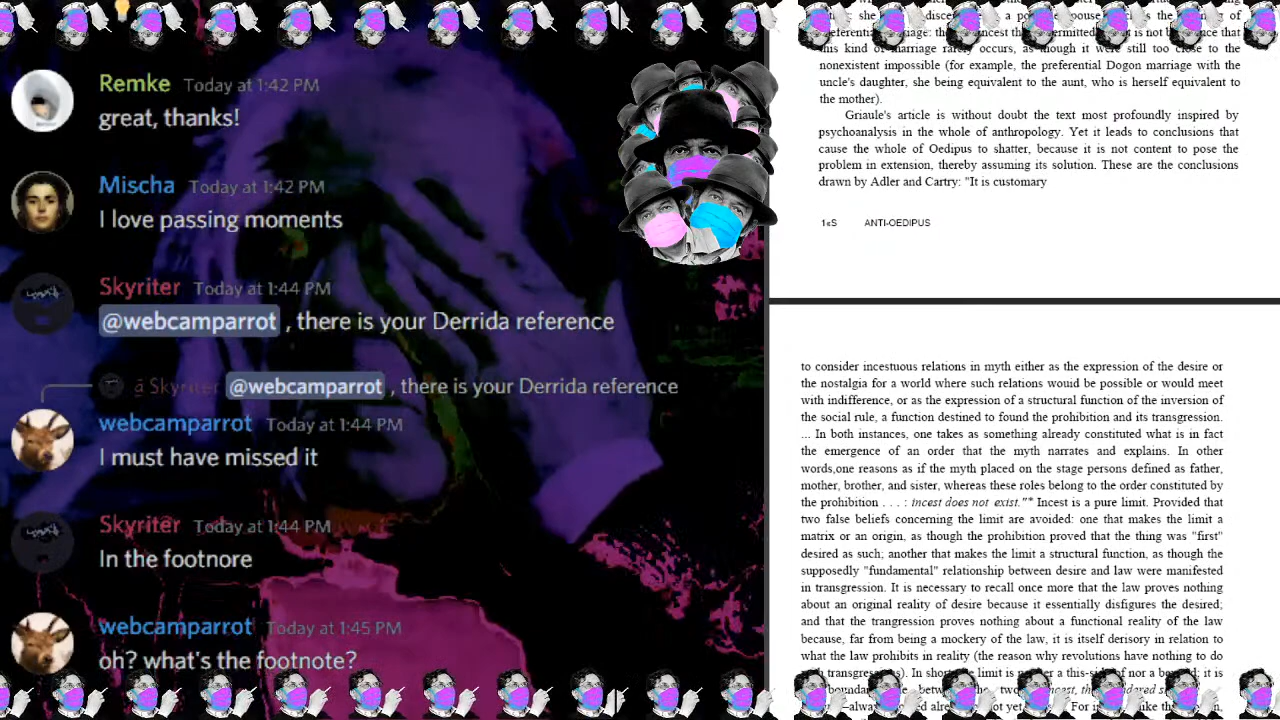 Remke Today at 1:42 PM
great, thanks!
Mischa Today at 1:42 PM
I love passing moments
Skyriter Today at 1:44 PM
@webcamparrot , there is your Derrida reference
Skyriter @webcamparrot , there is your Derrida reference
webcamparrot Today at 1:44 PM
I must have missed it
Skyriter Today at 1:44 PM
In the footnore
webcamparrot Today at 1:45 PM
oh? what's the footnote?
this kind of marriage rarely occurs, as though it were still too close to the
nonexistent impossible (for example, the preferential Dogon marriage with the
uncle's daughter, she being equivalent to the aunt, who is herself equivalent to
the mother).
Griaule's article is without doubt the text most profoundly inspired by
psychoanalysis in the whole of anthropology. Yet it leads to conclusions that
cause the whole of Oedipus to shatter, because it is not content to pose the
problem in extension, thereby assuming its solution. These are the conclusions
drawn by Adler and Cartry: "It is customary
1«S ANTI-OEDIPUS
to consider incestuous relations in myth either as the expression of the desire or
the nostalgia for a world where such relations wouid be possible or would meet
with indifference, or as the expression of a structural function of the inversion of
the social rule, a function destined to found the prohibition and its transgression.
... In both instances, one takes as something already constituted what is in fact
the emergence of an order that the myth narrates and explains. In other
words,one reasons as if the myth placed on the stage persons defined as father,
mother, brother, and sister, whereas these roles belong to the order constituted by
the prohibition . . . : incest does not exist."* Incest is a pure limit. Provided that
two false beliefs concerning the limit are avoided: one that makes the limit a
matrix or an origin, as though the prohibition proved that the thing was "first"
desired as such; another that makes the limit a structural function, as though the
supposedly "fundamental" relationship between desire and law were manifested
in transgression. It is necessary to recall once more that the law proves nothing
about an original reality of desire because it essentially disfigures the desired;
and that the trangression proves nothing about a functional reality of the law
because, far from being a mockery of the law, it is itself derisory in relation to
what the law prohibits in reality (the reason why revolutions have nothing to do